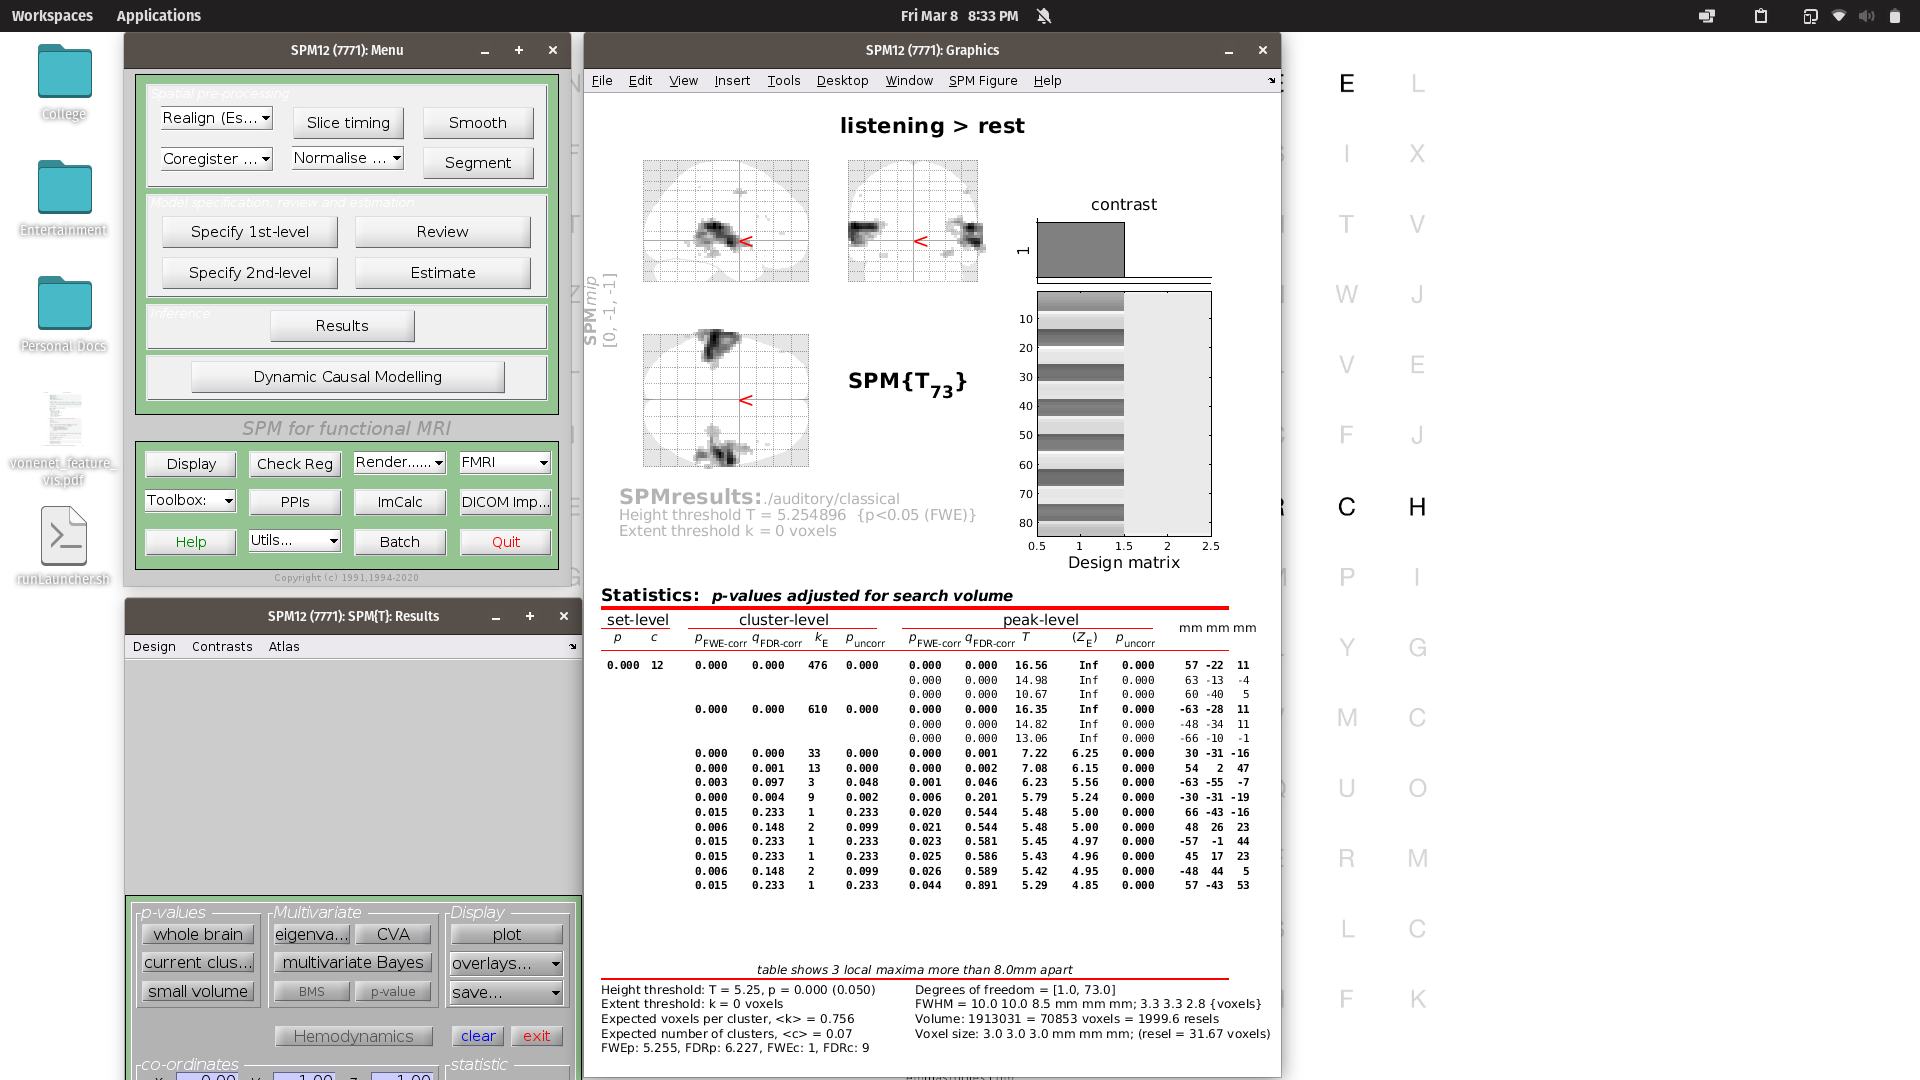 Workspaces Applications Fri Mar 8 8:33 PM
College
Entertainment
Personal Docs
vonenet_feature_
vis.pdf
runLauncher.sh
SPM12 (7771): Menu
Spatial pre-processing
Realign (Es... Slice timing Smooth
Coregister ... Normalise ... Segment
Model specification, review and estimation
Specify 1st-level Review
Specify 2nd-level Estimate
Inference
Results
Dynamic Causal Modelling
SPM for functional MRI
Display Check Reg Render...... FMRI
Toolbox: PPIs ImCalc DICOM Imp...
Help Utils... Batch Quit
Copyright (c) 1991,1994-2020
SPM12 (7771): SPM{T}: Results
Design Contrasts Atlas
p-values Multivariate Display
whole brain eigenva... CVA plot
current clus... multivariate Bayes overlays...
small volume BMS p-value save...
Hemodynamics clear exit
co-ordinates statistic
SPM12 (7771): Graphics
File Edit View Insert Tools Desktop Window SPM Figure Help
listening > rest
< <
SPMmip
[0, -1, -1]
<
SPM{T73}
contrast
1
10
20
30
40
50
60
70
80
0.5 1 1.5 2 2.5
Design matrix
SPMresults: ./auditory/classical
Height threshold T = 5.254896 {p<0.05 (FWE)}
Extent threshold k = 0 voxels
Statistics: p-values adjusted for search volume
set-level cluster-level peak-level mm mm mm
p c pFWE-corr qFDR-corr kE puncorr pFWE-corr qFDR-corr T (ZE) puncorr
0.000 12 0.000 0.000 476 0.000 0.000 0.000 16.56 Inf 0.000 57 -22 11
0.000 0.000 14.98 Inf 0.000 63 -13 -4
0.000 0.000 10.67 Inf 0.000 60 -40 5
0.000 0.000 610 0.000 0.000 0.000 16.35 Inf 0.000 -63 -28 11
0.000 0.000 14.82 Inf 0.000 -48 -34 11
0.000 0.000 13.06 Inf 0.000 -66 -10 -1
0.000 0.000 33 0.000 0.000 0.001 7.22 6.25 0.000 30 -31 -16
0.000 0.001 13 0.000 0.000 0.002 7.08 6.15 0.000 54 2 47
0.003 0.097 3 0.048 0.001 0.046 6.23 5.56 0.000 -63 -55 -7
0.000 0.004 9 0.002 0.006 0.201 5.79 5.24 0.000 -30 -31 -19
0.015 0.233 1 0.233 0.020 0.544 5.48 5.00 0.000 66 -43 -16
0.006 0.148 2 0.099 0.021 0.544 5.48 5.00 0.000 48 26 23
0.015 0.233 1 0.233 0.023 0.581 5.45 4.97 0.000 -57 -1 44
0.015 0.233 1 0.233 0.025 0.586 5.43 4.96 0.000 45 17 23
0.006 0.148 2 0.099 0.026 0.589 5.42 4.95 0.000 -48 44 5
0.015 0.233 1 0.233 0.044 0.891 5.29 4.85 0.000 57 -43 53
table shows 3 local maxima more than 8.0mm apart
Height threshold: T = 5.25, p = 0.000 (0.050) Degrees of freedom = [1.0, 73.0]
Extent threshold: k = 0 voxels FWHM = 10.0 10.0 8.5 mm mm mm; 3.3 3.3 2.8 {voxels}
Expected voxels per cluster, <k> = 0.756 Volume: 1913031 = 70853 voxels = 1999.6 resels
Expected number of clusters, <c> = 0.07 Voxel size: 3.0 3.0 3.0 mm mm mm; (resel = 31.67 voxels)
FWEp: 5.255, FDRp: 6.227, FWEc: 1, FDRc: 9
E L
I X
T V
W J
V E
F J
C H
P I
Y G
M C
U O
R M
L C
F K